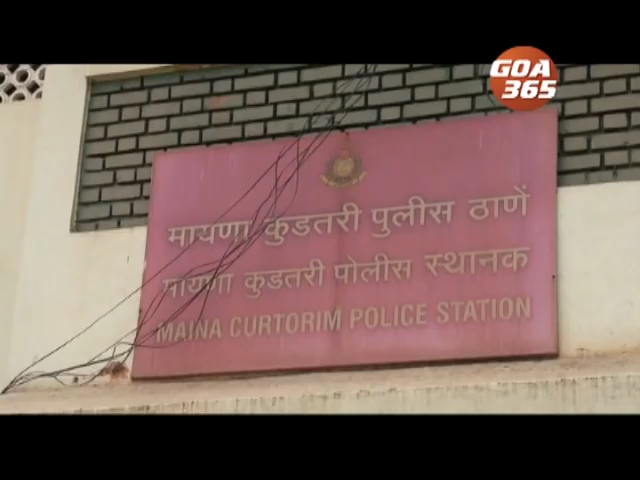 GOA
365
मायणा कुडतरी पुलीस ठाणें
मायणा कुडतरी पोलीस स्थानक
MAINA CURTORIM POLICE STATION